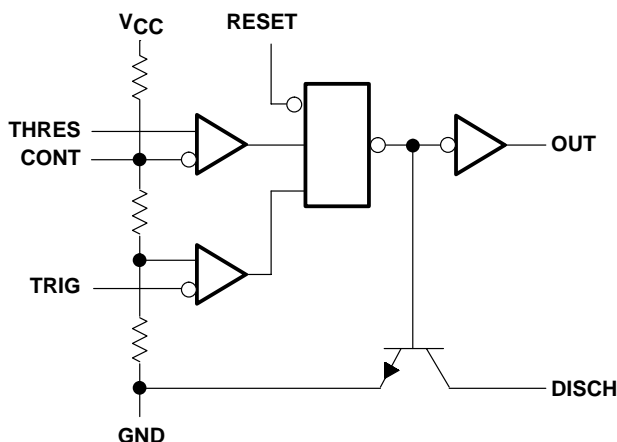 VCC
RESET
THRES
CONT
OUT
TRIG
DISCH
GND